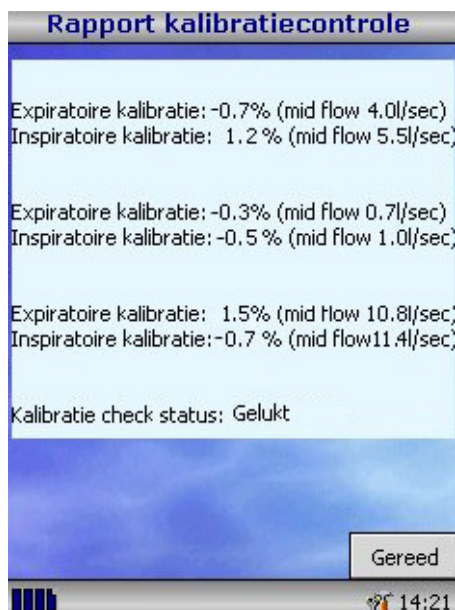 Rapport kalibratiecontrole
Expiratoire kalibratie: -0.7% (mid flow 4.0l/sec)
Inspiratoire kalibratie: 1.2 % (mid flow 5.5l/sec)
Expiratoire kalibratie: -0.3% (mid flow 0.7l/sec)
Inspiratoire kalibratie: -0.5 % (mid flow 1.0l/sec)
Expiratoire kalibratie: 1.5% (mid flow 10.8l/sec)
Inspiratoire kalibratie:-0.7 % (mid flow11.4l/sec)
Kalibratie check status: Gelukt
Gereed
14:21